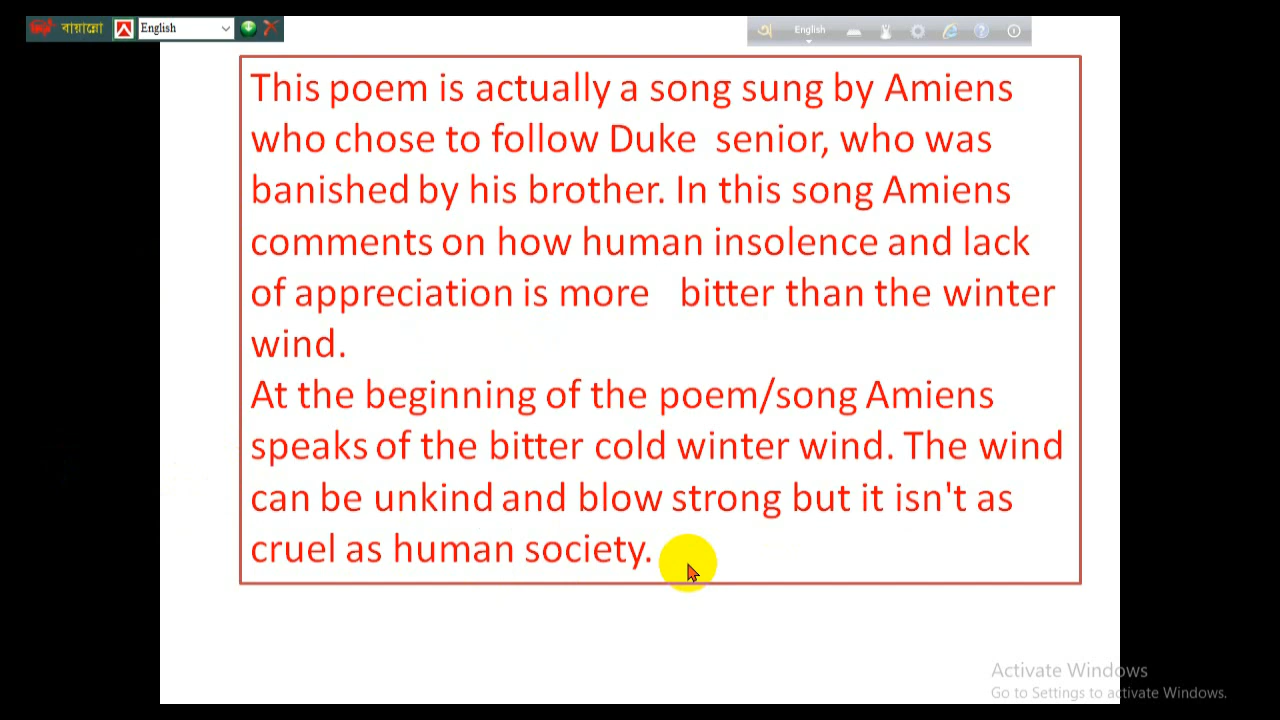 বায়ান্নো English
অ English
This poem is actually a song sung by Amiens
who chose to follow Duke  senior, who was
banished by his brother. In this song Amiens
comments on how human insolence and lack
of appreciation is more   bitter than the winter
wind.
At the beginning of the poem/song Amiens
speaks of the bitter cold winter wind. The wind
can be unkind and blow strong but it isn't as
cruel as human society.
Activate Windows
Go to Settings to activate Windows.